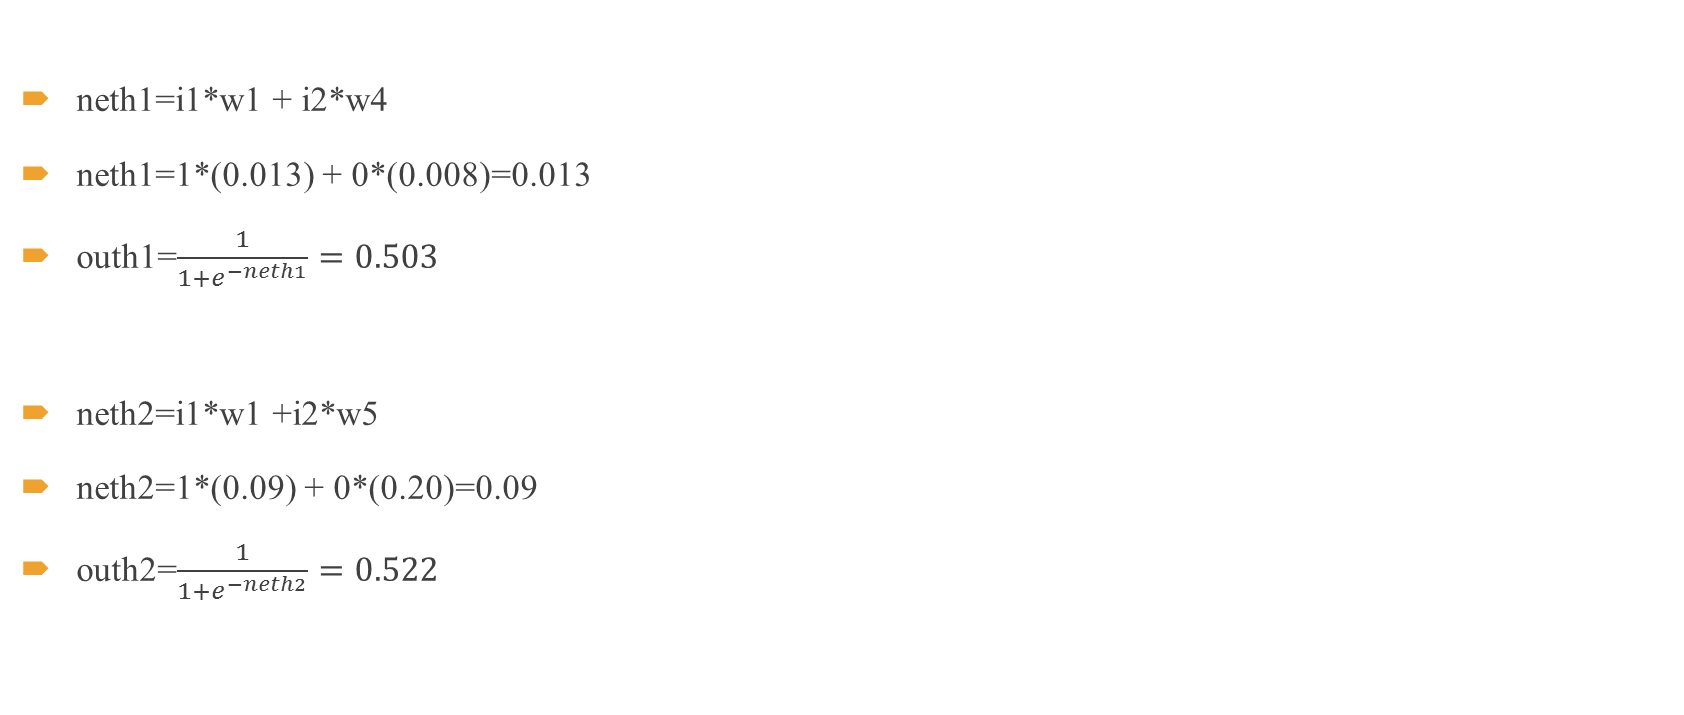 neth1=i1*w1 + i2*w4
neth1=1*(0.013) + 0*(0.008)=0.013
outh1=\frac{1}{1+e^{-neth1}} = 0.503
neth2=i1*w1 +i2*w5
neth2=1*(0.09) + 0*(0.20)=0.09
outh2=\frac{1}{1+e^{-neth2}} = 0.522